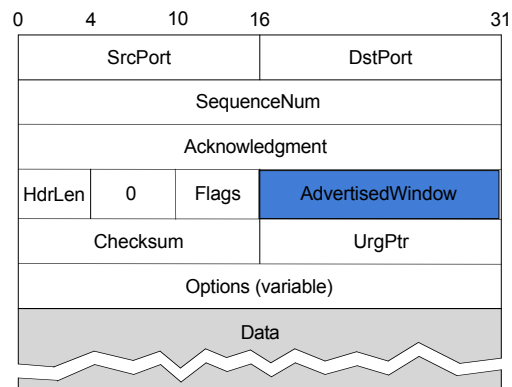 0 4 10 16 31
SrcPort DstPort
SequenceNum
Acknowledgment
HdrLen 0 Flags AdvertisedWindow
Checksum UrgPtr
Options (variable)
Data